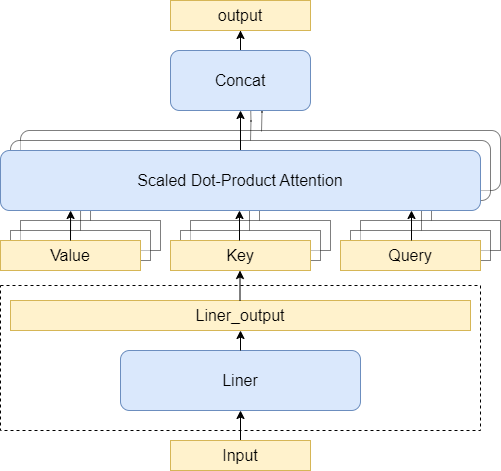 output
Concat
Scaled Dot-Product Attention
Value
Key
Query
Liner_output
Liner
Input